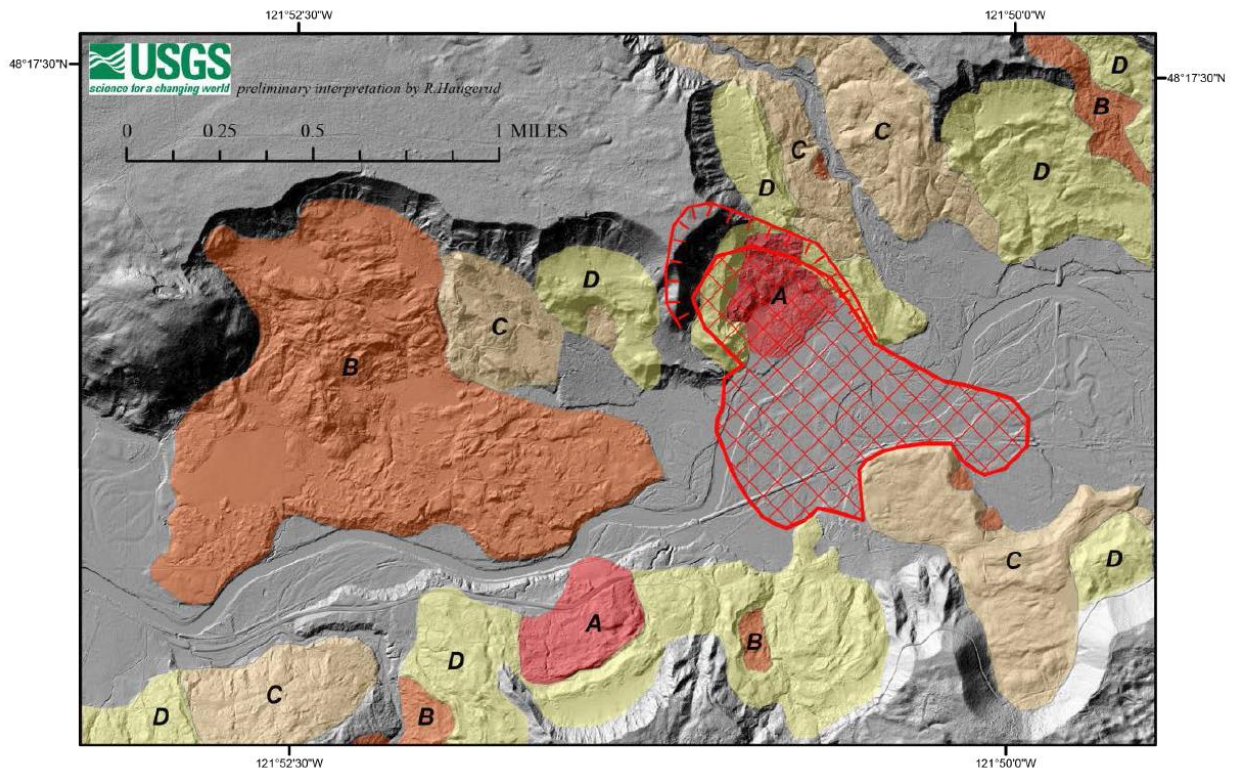 121°52'30"W
121°50'0"W
48°17'30"N
48°17'30"N
USGS
science for a changing world
preliminary interpretation by R.Haugerud
0 0.25 0.5 1 MILES
D
B
C
C
D
D
D
A
C
B
C
D
A
B
D
C
B
D
121°52'30"W
121°50'0"W